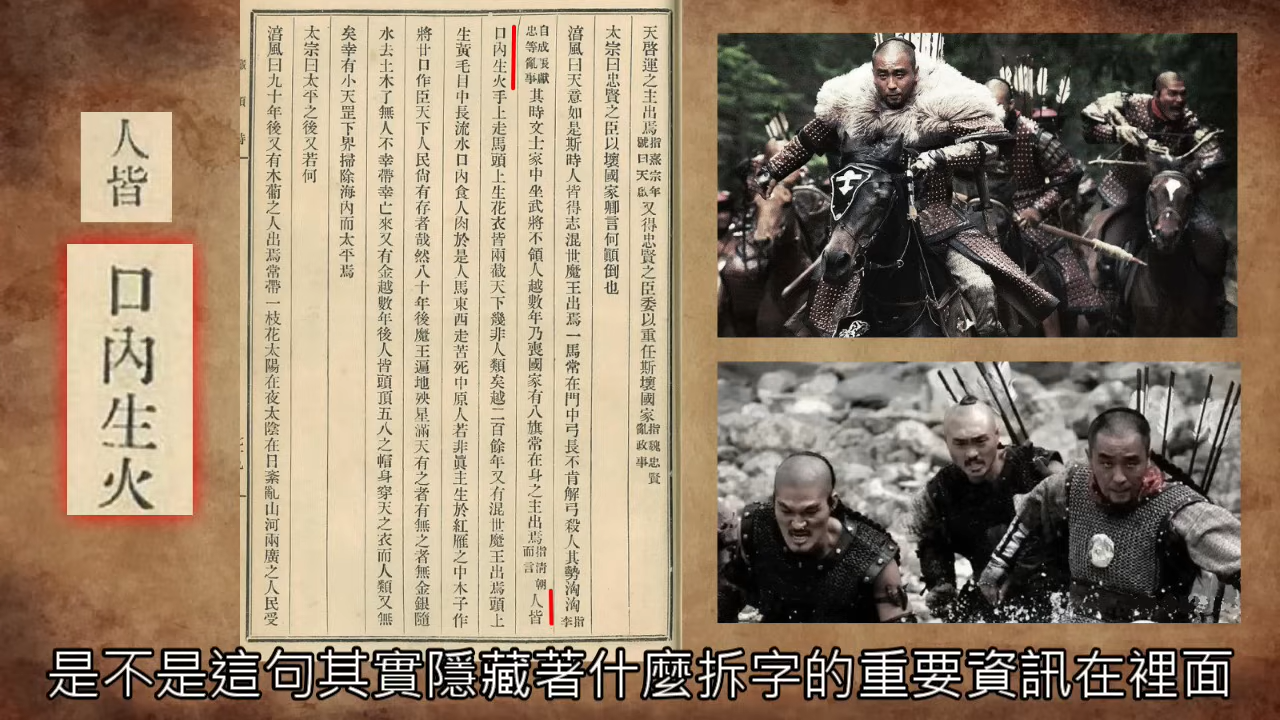 人皆
口內生火
天啓運之主出焉指熹宗年號曰天啟又得忠賢之臣委以重任斯壞國家指魏忠賢亂政事
太宗曰忠賢之臣以壞國家卿言何顚倒也
湻風曰天意如是斯時人皆得志混世魔王出焉一馬常在門中弓長不肯解弓殺人其勢洶洶指李
自成張獻忠等亂事其時文士家中坐武將不領人越數年乃喪國家有八旗常在身之主出焉指淸朝而言人皆
口內生火手上走馬頭上生花衣皆兩截天下幾非人類矣越二百餘年又有混世魔王出焉頭上
生黃毛目中長流水口內食人肉於是人馬東西走苦死中原人若非眞主生於紅雁之中木子作
將廿口作臣天下人民尙有存者哉然八十年後魔王遍地殃星滿天有之者有無之者無金銀隨
水去土木了無人不幸帶幸亡來又有金越數年後人皆頭頂五八之帽身穿天之衣而人類又無
矣幸有小天罡下界掃除海內而太平焉
太宗曰太平之後又若何
湻風曰九十年後又有木葡之人出焉常帶一枝花太陽在夜太陰在日紊亂山河兩廣之人民受
是不是這句其實隱藏著什麼拆字的重要資訊在裡面